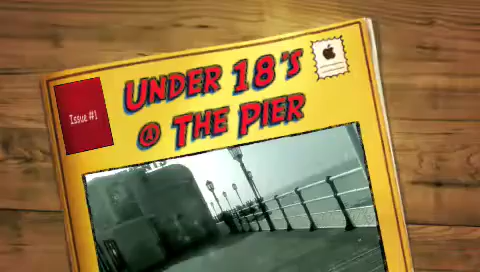 Issue #1
Under 18's
@ The Pier